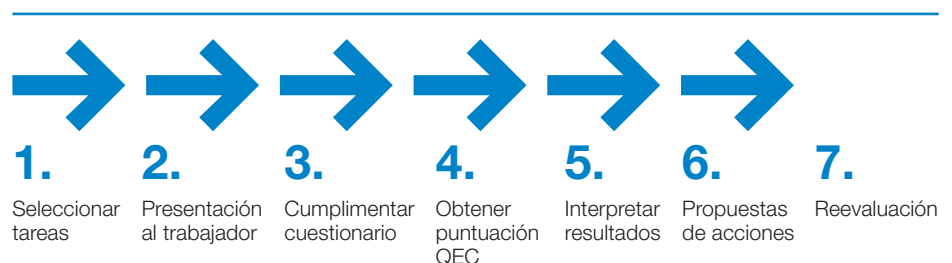 1.
Seleccionar
tareas
2.
Presentación
al trabajador
3.
Cumplimentar
cuestionario
4.
Obtener
puntuación
QEC
5.
Interpretar
resultados
6.
Propuestas
de acciones
7.
Reevaluación